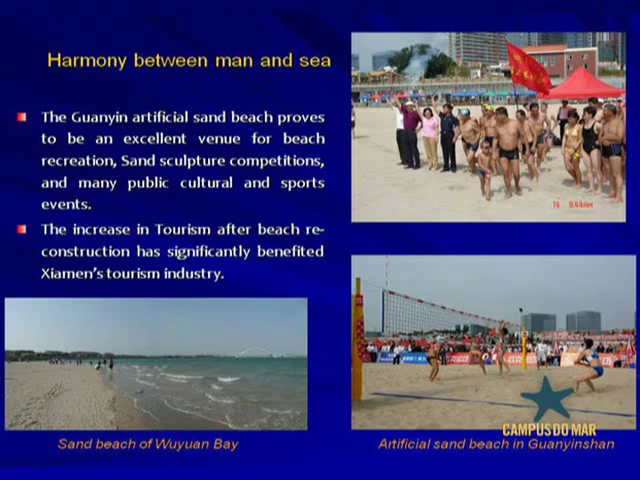 Harmony between man and sea
The Guanyin artificial sand beach proves
to be an excellent venue for beach
recreation, Sand sculpture competitions,
and many public cultural and sports
events.
The increase in Tourism after beach re-
construction has significantly benefited
Xiamen's tourism industry.
Sand beach of Wuyuan Bay
CAMPUS DO MAR
Artificial sand beach in Guanyinshan